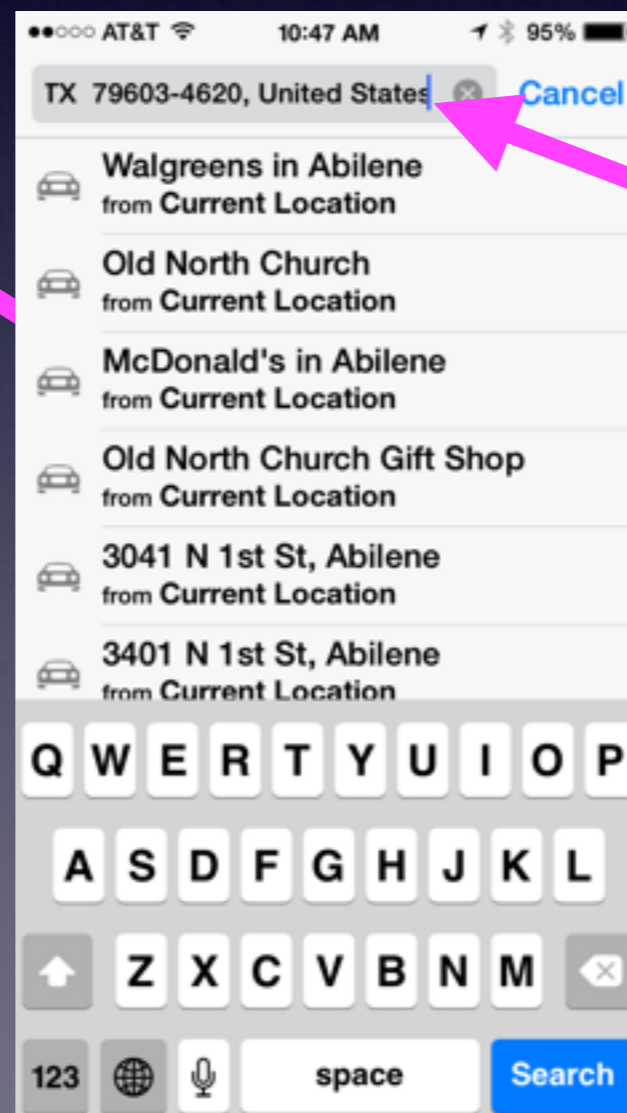 AT&T 10:47 AM 95%
TX 79603-4620, United States Cancel
Walgreens in Abilene
from Current Location
Old North Church
from Current Location
McDonald's in Abilene
from Current Location
Old North Church Gift Shop
from Current Location
3041 N 1st St, Abilene
from Current Location
3401 N 1st St, Abilene
from Current Location
Q W E R T Y U I O P
A S D F G H J K L
Z X C V B N M
123 space Search